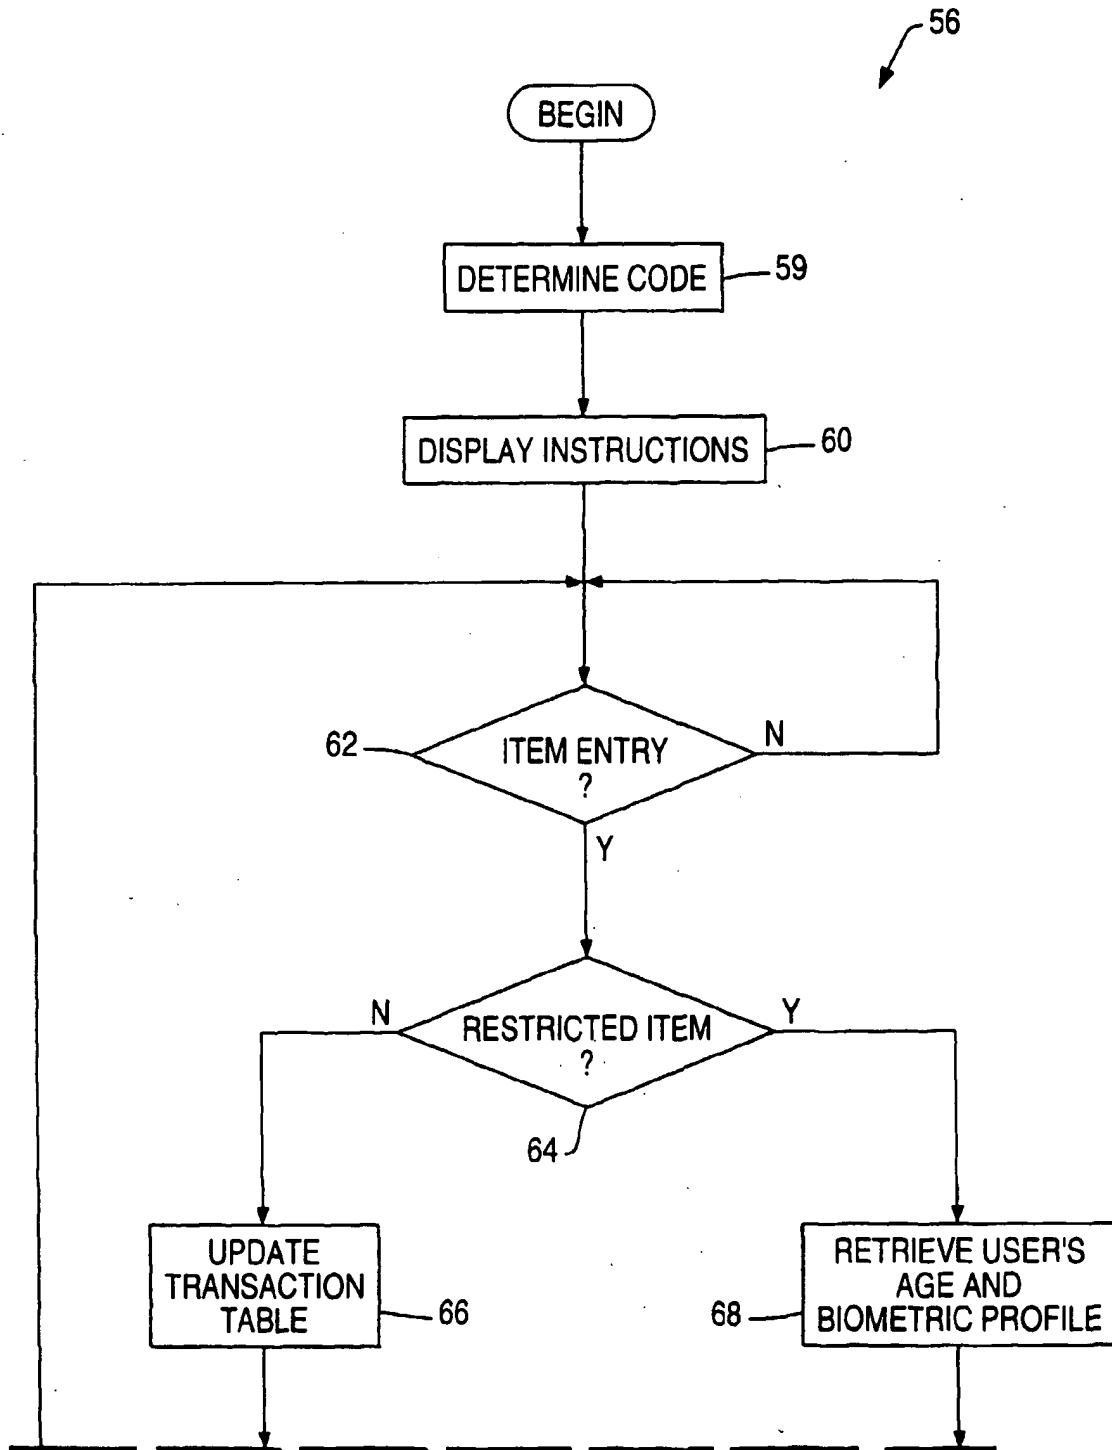 56
BEGIN
DETERMINE CODE
59
DISPLAY INSTRUCTIONS
60
62
ITEM ENTRY
?
N
Y
N
RESTRICTED ITEM
?
Y
64
UPDATE
TRANSACTION
TABLE
66
68
RETRIEVE USER'S
AGE AND
BIOMETRIC PROFILE